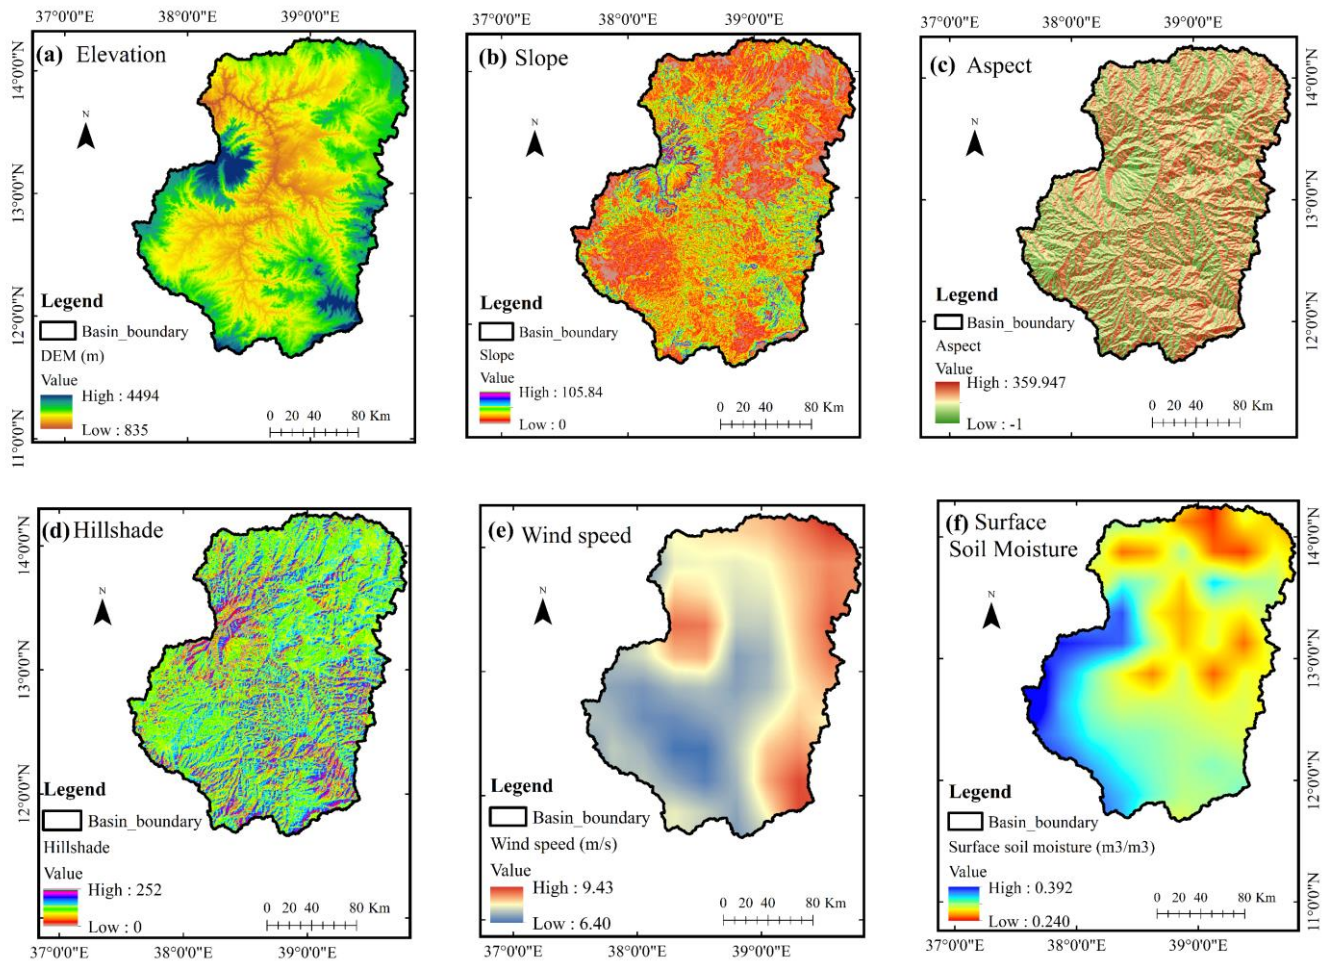 37°0'0"E 38°0'0"E 39°0'0"E
37°0'0"E 38°0'0"E 39°0'0"E
37°0'0"E 38°0'0"E 39°0'0"E
(a) Elevation
N
14°0'0"N
13°0'0"N
12°0'0"N
11°0'0"N
Legend
Basin_boundary
DEM (m)
Value
High : 4494
Low : 835
0 20 40 80 Km
(b) Slope
N
Legend
Basin_boundary
Slope
Value
High : 105.84
Low : 0
0 20 40 80 Km
(c) Aspect
N
14°0'0"N
13°0'0"N
12°0'0"N
Legend
Basin_boundary
Aspect
Value
High : 359.947
Low : -1
0 20 40 80 Km
(d) Hillshade
N
14°0'0"N
13°0'0"N
12°0'0"N
Legend
Basin_boundary
Hillshade
Value
High : 252
Low : 0
0 20 40 80 Km
(e) Wind speed
N
Legend
Basin_boundary
Wind speed (m/s)
Value
High : 9.43
Low : 6.40
0 20 40 80 Km
(f) Surface
Soil Moisture
N
14°0'0"N
13°0'0"N
12°0'0"N
11°0'0"N
Legend
Basin_boundary
Surface soil moisture (m3/m3)
Value
High : 0.392
Low : 0.240
0 20 40 80 Km
37°0'0"E 38°0'0"E 39°0'0"E
37°0'0"E 38°0'0"E 39°0'0"E
37°0'0"E 38°0'0"E 39°0'0"E